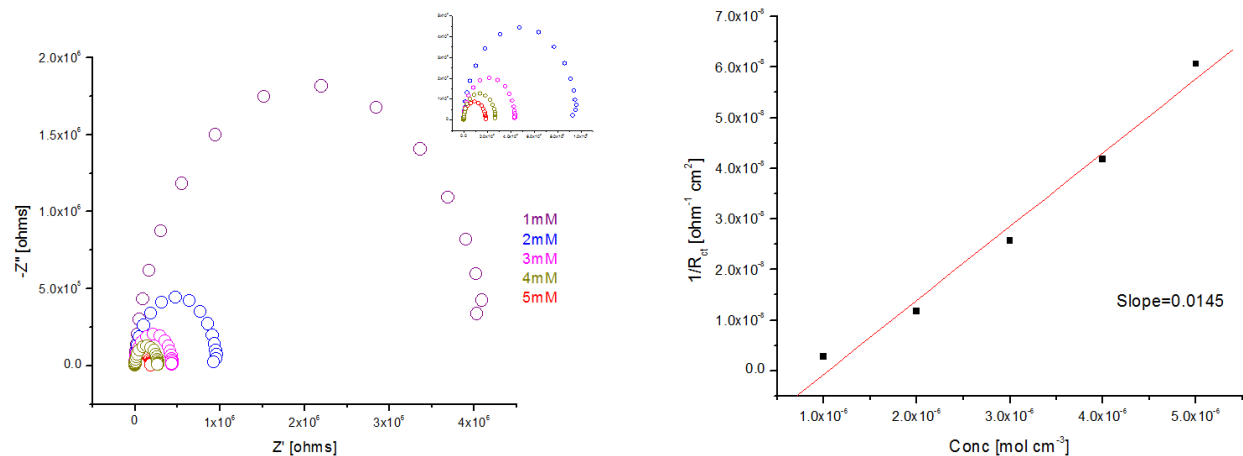 2.0x10⁶
1.5x10⁶
1.0x10⁶
5.0x10⁵
0.0
-Z" [ohms]
0
1x10⁶
2x10⁶
3x10⁶
4x10⁶
Z' [ohms]
1mM
2mM
3mM
4mM
5mM
7.0x10⁻⁸
6.0x10⁻⁸
5.0x10⁻⁸
4.0x10⁻⁸
3.0x10⁻⁸
2.0x10⁻⁸
1.0x10⁻⁸
0.0
1/R_ct [ohm⁻¹ cm²]
Slope=0.0145
1.0x10⁻⁶
2.0x10⁻⁶
3.0x10⁻⁶
4.0x10⁻⁶
5.0x10⁻⁶
Conc [mol cm⁻³]